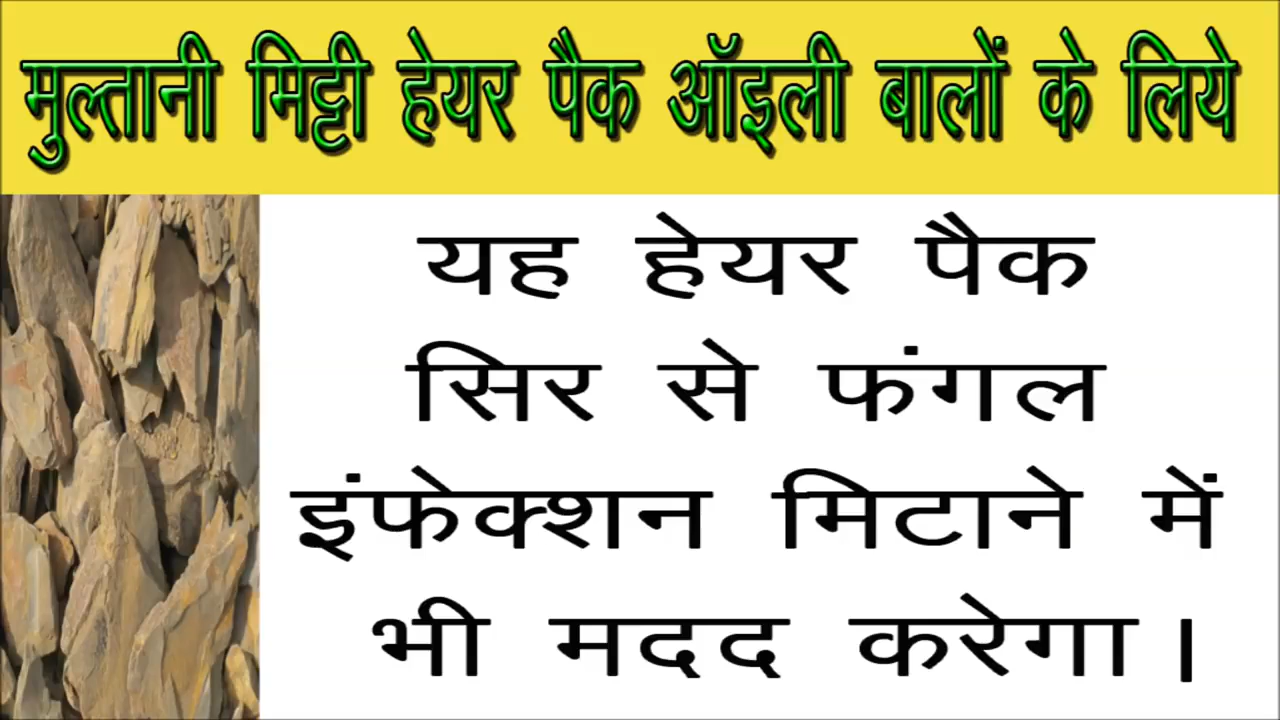 मुल्तानी मिट्टी हेयर पैक ऑइली बालों के लिये
यह हेयर पैक
सिर से फंगल
इंफेक्शन मिटाने में
भी मदद करेगा।